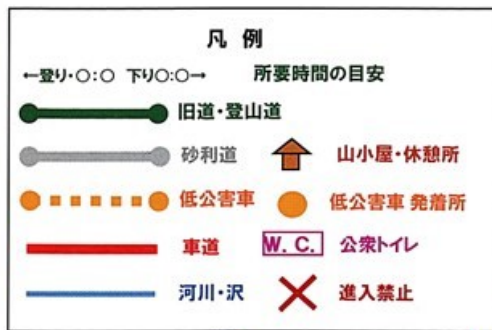 凡 例
←登り・○:○ 下り○:○→ 所要時間の目安
旧道・登山道
砂利道 山小屋・休憩所
低公害車 低公害車 発着所
車道 W.C. 公衆トイレ
河川・沢 進入禁止